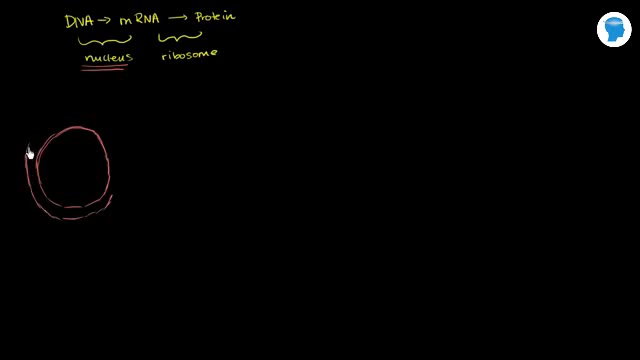 DNA → mRNA → Protein
nucleus ribosome